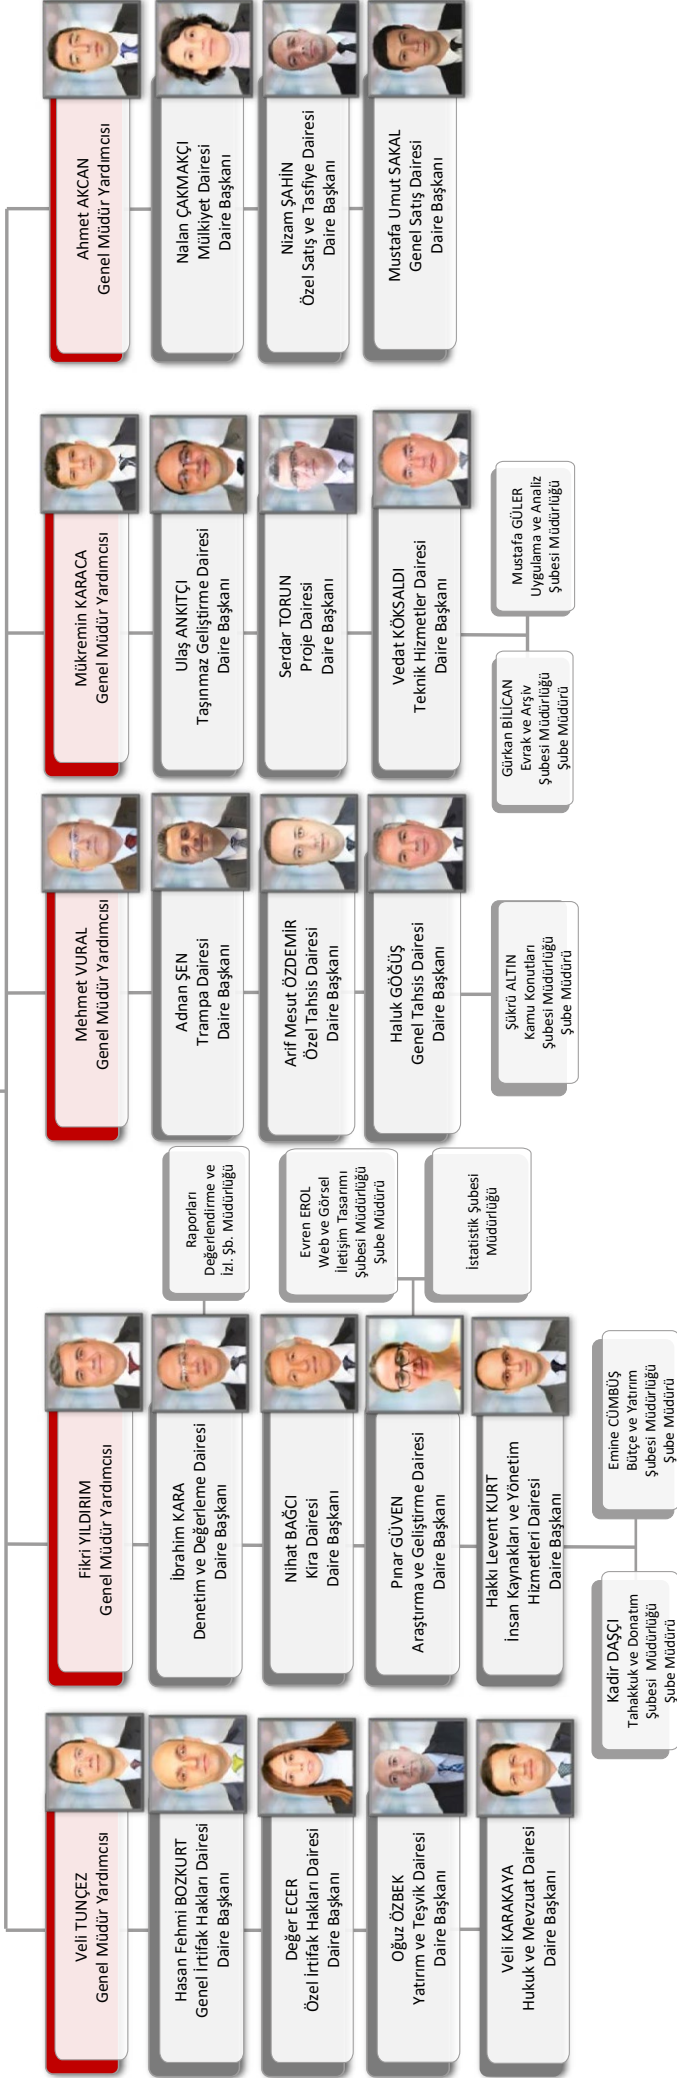 Veli TUNÇEZ
Genel Müdür Yardımcısı
Hasan Fehmi BOZKURT
Genel İrtifak Hakları Dairesi
Daire Başkanı
Değer ECER
Özel İrtifak Hakları Dairesi
Daire Başkanı
Oğuz ÖZBEK
Yatırım ve Teşvik Dairesi
Daire Başkanı
Veli KARAKAYA
Hukuk ve Mevzuat Dairesi
Daire Başkanı
Fikri YILDIRIM
Genel Müdür Yardımcısı
İbrahim KARA
Denetim ve Değerleme Dairesi
Daire Başkanı
Raporları
Değerlendirme ve
İzl. Şb. Müdürlüğü
Nihat BAĞCI
Kira Dairesi
Daire Başkanı
Pınar GÜVEN
Araştırma ve Geliştirme Dairesi
Daire Başkanı
Evren EROL
Web ve Görsel
İletişim Tasarımı
Şubesi Müdürlüğü
Şube Müdürü
İstatistik Şubesi
Müdürlüğü
Hakkı Levent KURT
İnsan Kaynakları ve Yönetim
Hizmetleri Dairesi
Daire Başkanı
Kadir DAŞÇI
Tahakkuk ve Donatım
Şubesi Müdürlüğü
Şube Müdürü
Emine CÜMBÜŞ
Bütçe ve Yatırım
Şubesi Müdürlüğü
Şube Müdürü
Mehmet VURAL
Genel Müdür Yardımcısı
Adnan ŞEN
Trampa Dairesi
Daire Başkanı
Arif Mesut ÖZDEMİR
Özel Tahsis Dairesi
Daire Başkanı
Haluk GÖĞÜŞ
Genel Tahsis Dairesi
Daire Başkanı
Şükrü ALTIN
Kamu Konutları
Şubesi Müdürlüğü
Şube Müdürü
Mükremin KARACA
Genel Müdür Yardımcısı
Ulaş ANKITÇI
Taşınmaz Geliştirme Dairesi
Daire Başkanı
Serdar TORUN
Proje Dairesi
Daire Başkanı
Vedat KÖKSALDI
Teknik Hizmetler Dairesi
Daire Başkanı
Gürkan BİLİCAN
Evrak ve Arşiv
Şubesi Müdürlüğü
Şube Müdürü
Mustafa GÜLER
Uygulama ve Analiz
Şubesi Müdürlüğü
Ahmet AKCAN
Genel Müdür Yardımcısı
Nalan ÇAKMAKÇI
Mülkiyet Dairesi
Daire Başkanı
Nizam ŞAHİN
Özel Satış ve Tasfiye Dairesi
Daire Başkanı
Mustafa Umut SAKAL
Genel Satış Dairesi
Daire Başkanı